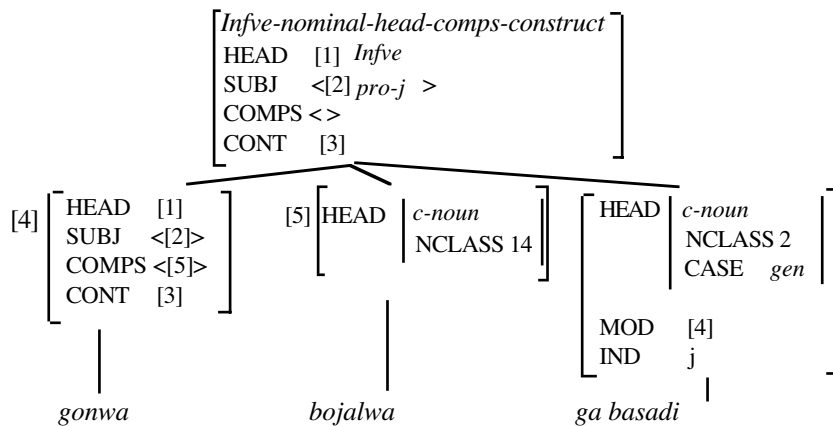 Infve-nominal-head-comps-construct
HEAD [1] Infve
SUBJ <[2] pro-j >
COMPS < >
CONT [3]
[4] HEAD [1]
SUBJ <[2]>
COMPS <[5]>
CONT [3]
[5] HEAD c-noun
NCLASS 14
HEAD c-noun
NCLASS 2
CASE gen
MOD [4]
IND j
gonwa bojalwa ga basadi